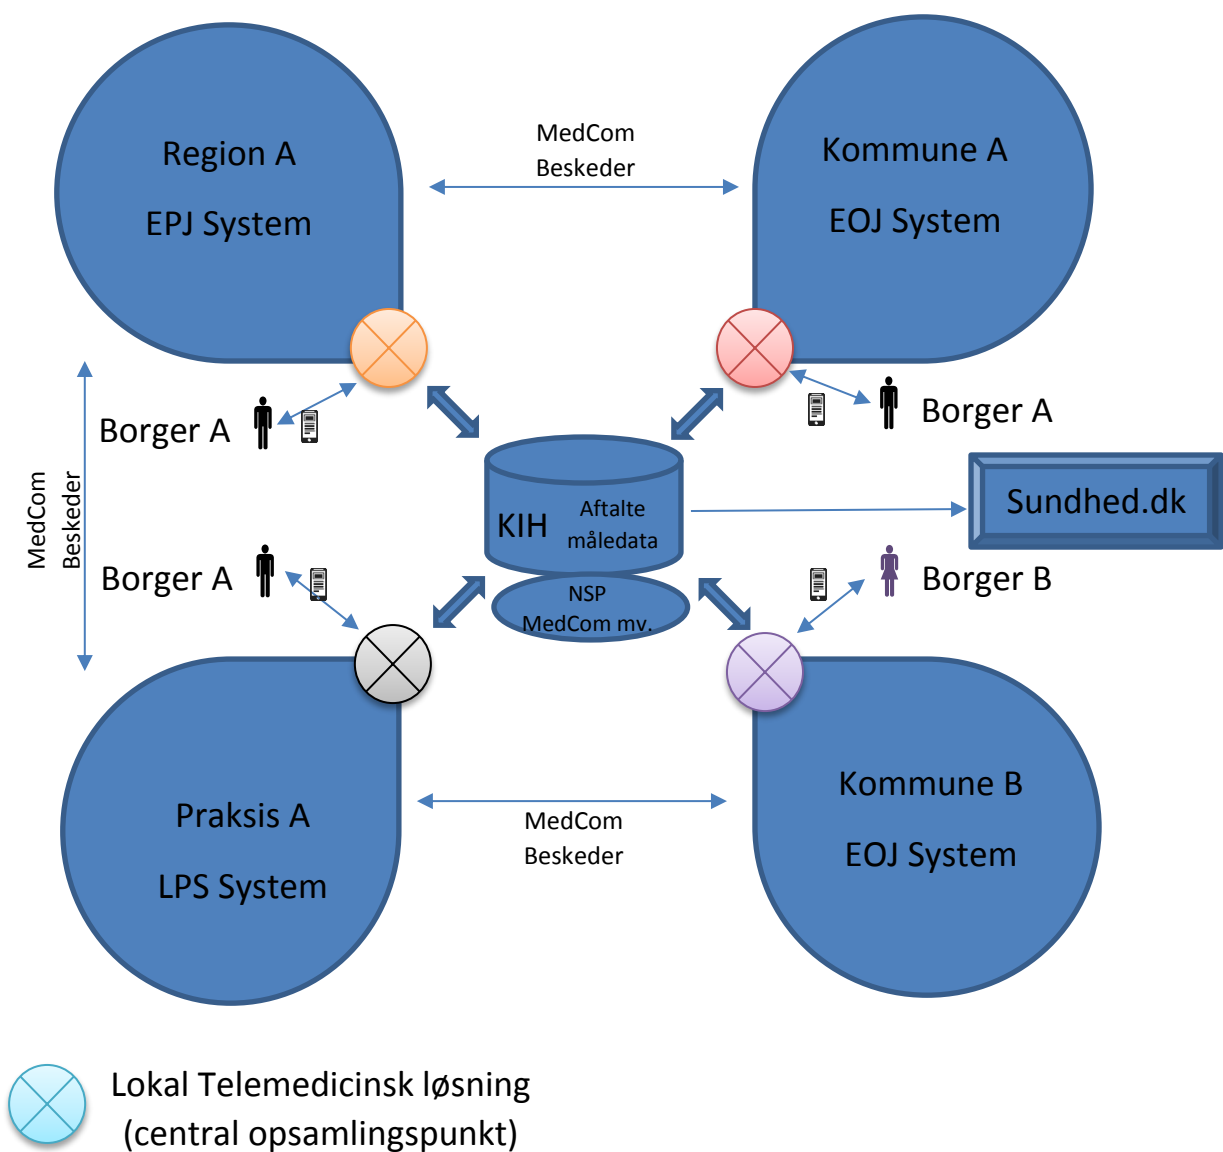 Region A
EPJ System
MedCom
Beskeder
Kommune A
EOJ System
Borger A
Borger A
MedCom
Beskeder
KIH
Aftalte
måledata
Sundhed.dk
Borger A
NSP
MedCom mv.
Borger B
Praksis A
LPS System
MedCom
Beskeder
Kommune B
EOJ System
Lokal Telemedicinsk løsning
(central opsamlingspunkt)